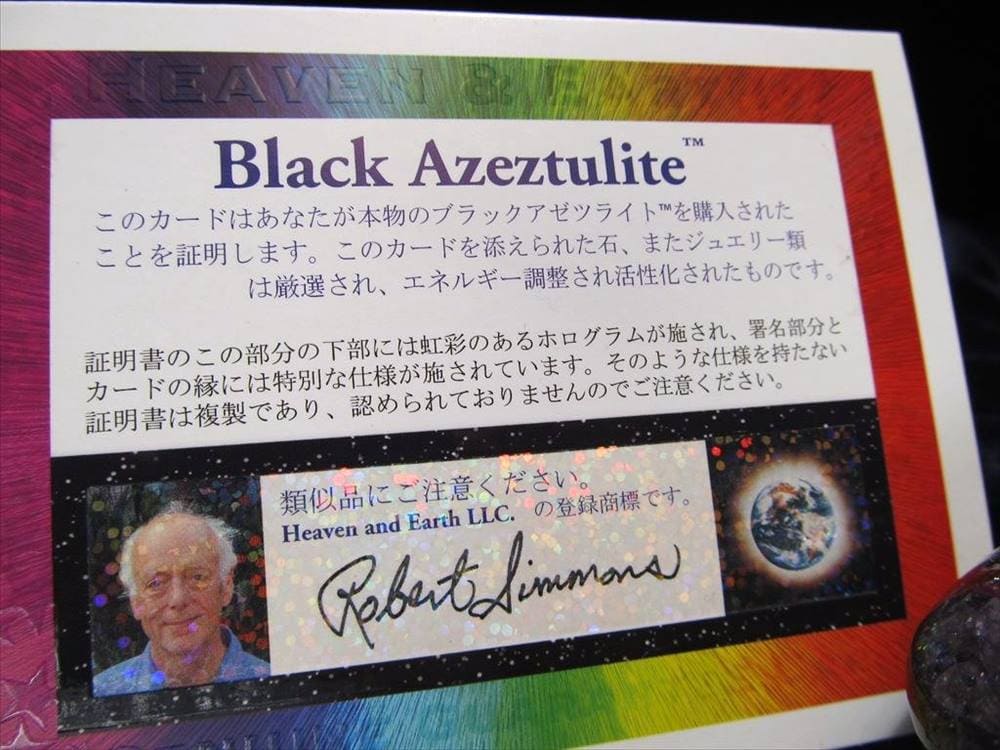 HEAVEN & E
Black Azeztulite™
このカードはあなたが本物のブラックアゼツライト™を購入された
ことを証明します。このカードを添えられた石、またジュエリー類
は厳選され、エネルギー調整され活性化されたものです。
証明書のこの部分の下部には虹彩のあるホログラムが施され、署名部分と
カードの縁には特別な仕様が施されています。そのような仕様を持たない
証明書は複製であり、認められておりませんのでご注意ください。
類似品にご注意ください。
Heaven and Earth LLC. の登録商標です。
Robert Simmons